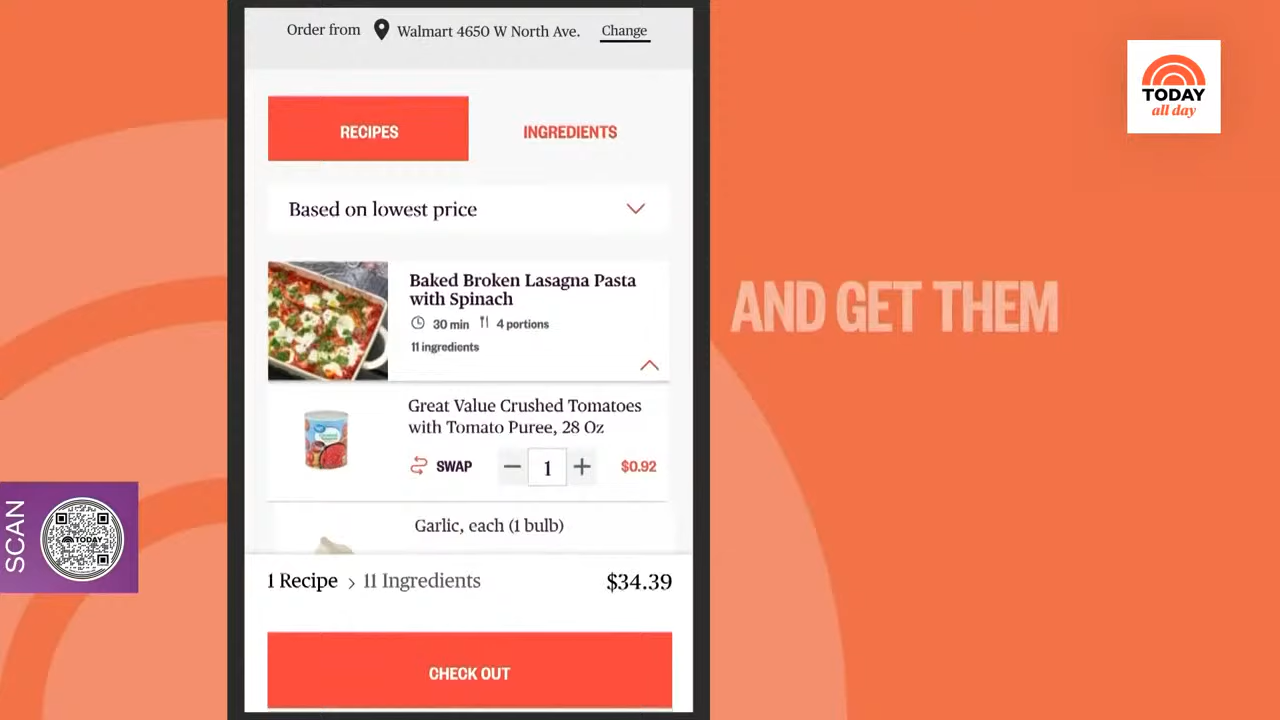 Order from Walmart 4650 W North Ave. Change
RECIPES INGREDIENTS
Based on lowest price
Baked Broken Lasagna Pasta
with Spinach
30 min 4 portions
11 ingredients
Great Value Crushed Tomatoes
with Tomato Puree, 28 Oz
SWAP 1 $0.92
Garlic, each (1 bulb)
1 Recipe > 11 Ingredients $34.39
CHECK OUT
AND GET THEM
TODAY
all day
SCAN
TODAY